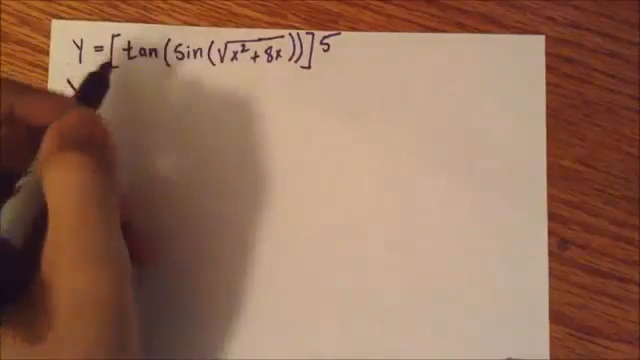 Y = [tan(Sin(√x² + 8x))]⁵
Y